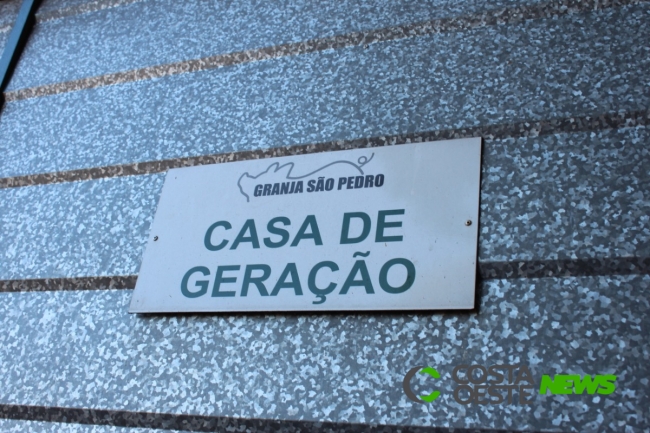 GRANJA SÃO PEDRO
CASA DE
GERAÇÃO
COSTA
OESTE NEWS